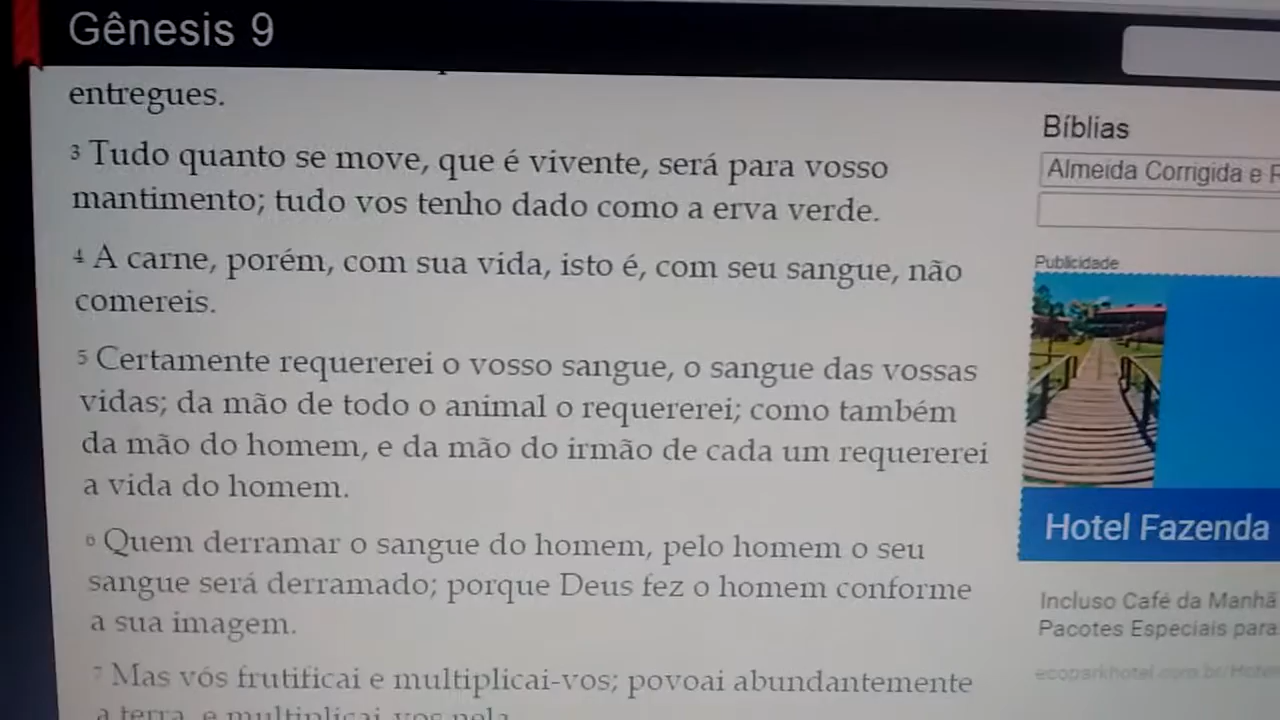 Gênesis 9
entregues.
3 Tudo quanto se move, que é vivente, será para vosso
mantimento; tudo vos tenho dado como a erva verde.
4 A carne, porém, com sua vida, isto é, com seu sangue, não
comereis.
5 Certamente requererei o vosso sangue, o sangue das vossas
vidas; da mão de todo o animal o requererei; como também
da mão do homem, e da mão do irmão de cada um requererei
a vida do homem.
6 Quem derramar o sangue do homem, pelo homem o seu
sangue será derramado; porque Deus fez o homem conforme
a sua imagem.
7 Mas vós frutificai e multiplicai-vos; povoai abundantemente
a terra, e multiplicai-vos nela.
Bíblias
Almeida Corrigida e
Publicidade
Hotel Fazenda
Incluso Café da Manhã
Pacotes Especiais para